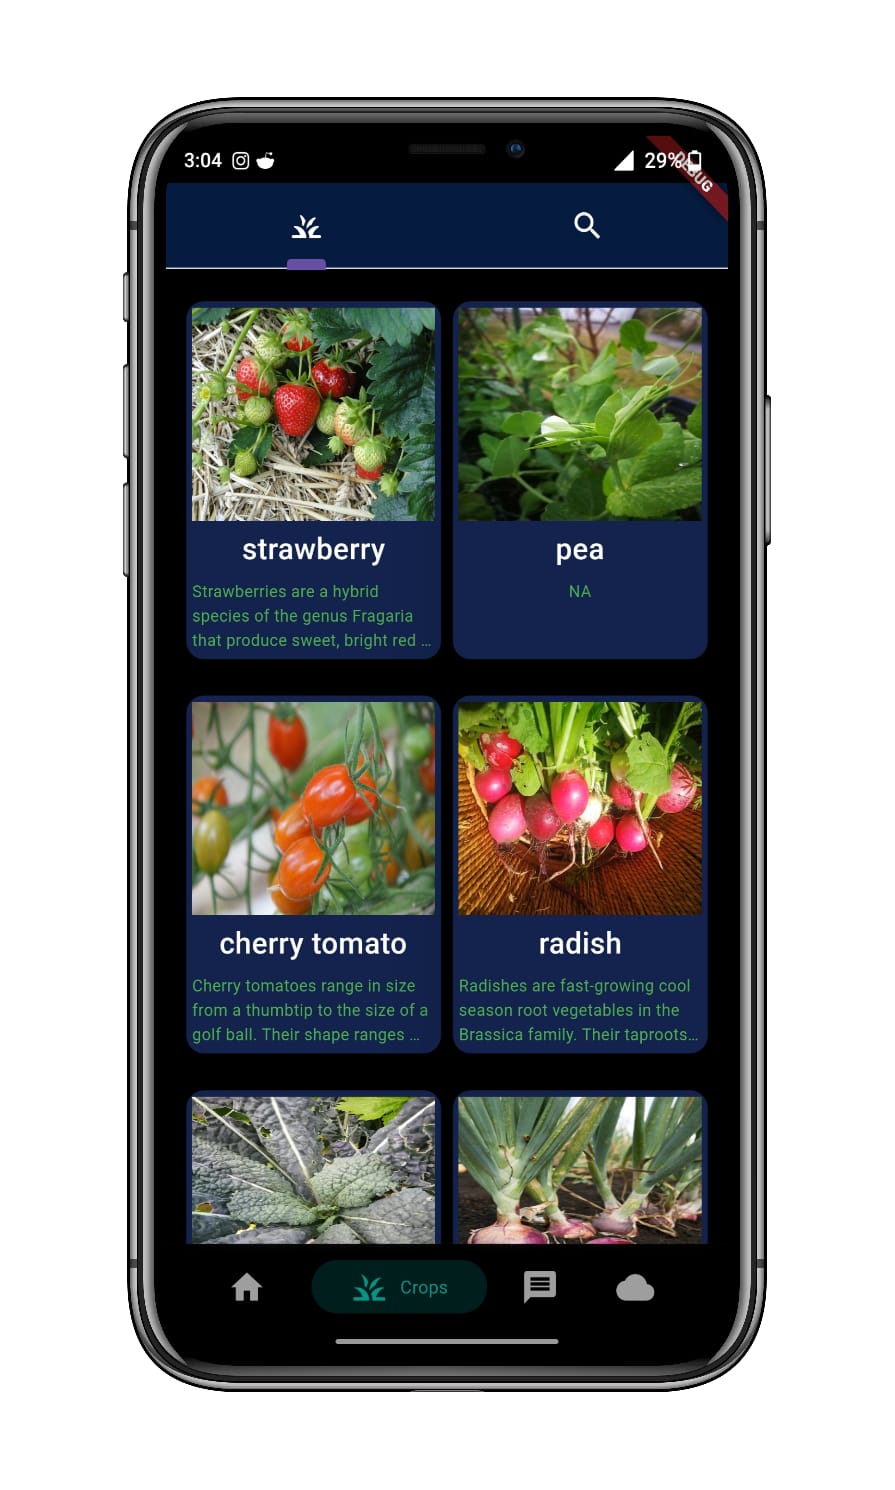 3:04
29%
DEBUG
strawberry
Strawberries are a hybrid
species of the genus Fragaria
that produce sweet, bright red ...
pea
NA
cherry tomato
Cherry tomatoes range in size
from a thumbtip to the size of a
golf ball. Their shape ranges ...
radish
Radishes are fast-growing cool
season root vegetables in the
Brassica family. Their taproots...
Crops